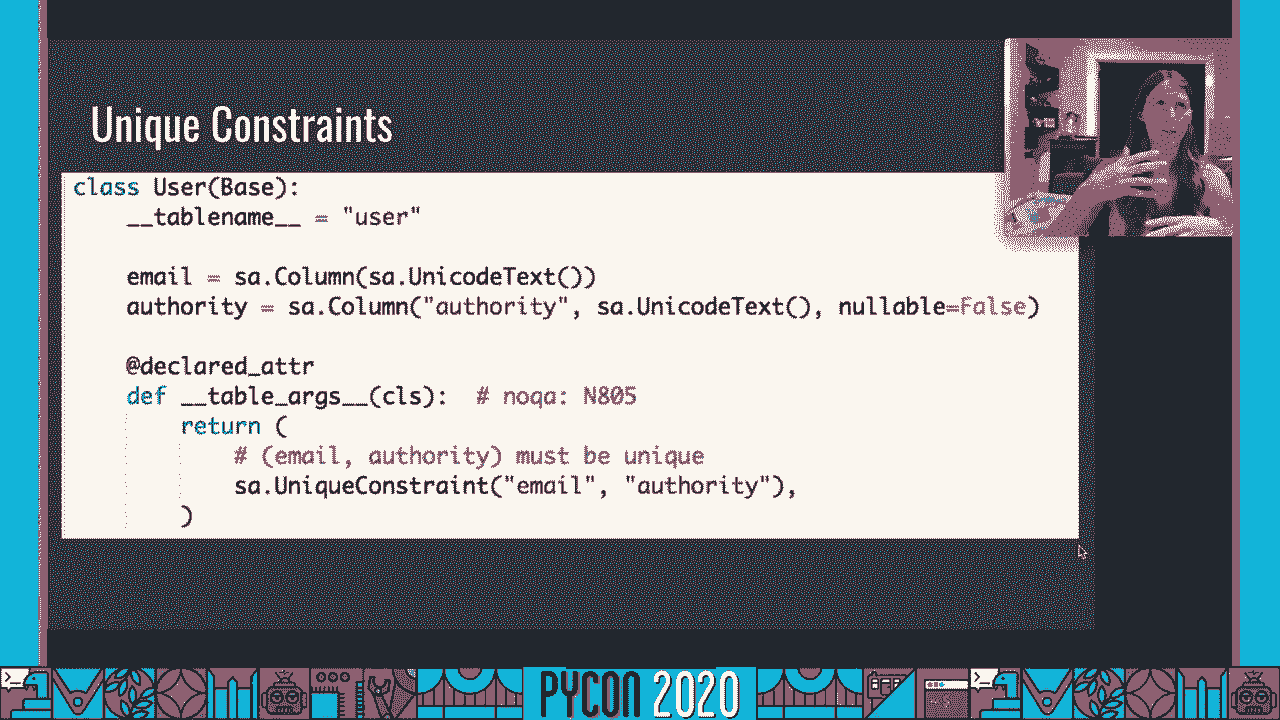 Unique Constraints
class User(Base):
    __tablename__ = "user"
    email = sa.Column(sa.UnicodeText())
    authority = sa.Column("authority", sa.UnicodeText(), nullable=False)
    @declared_attr
    def __table_args__(cls):  # noqa: N805
        return (
            # (email, authority) must be unique
            sa.UniqueConstraint("email", "authority"),
        )
PYCON 2020